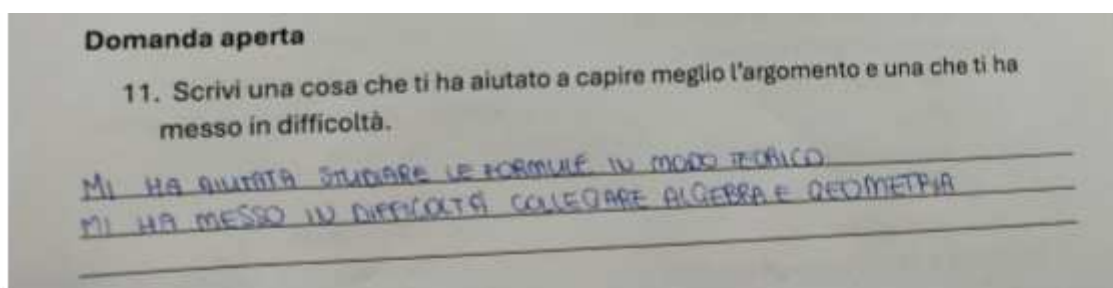 Domanda aperta
11. Scrivi una cosa che ti ha aiutato a capire meglio l'argomento e una che ti ha
messo in difficoltà.
MI HA AIUTATA STUDIARE LE FORMULE IN MODO TEORICO
MI HA MESSO IN DIFFICOLTÀ COLLEGARE ALGEBRA E GEOMETRIA